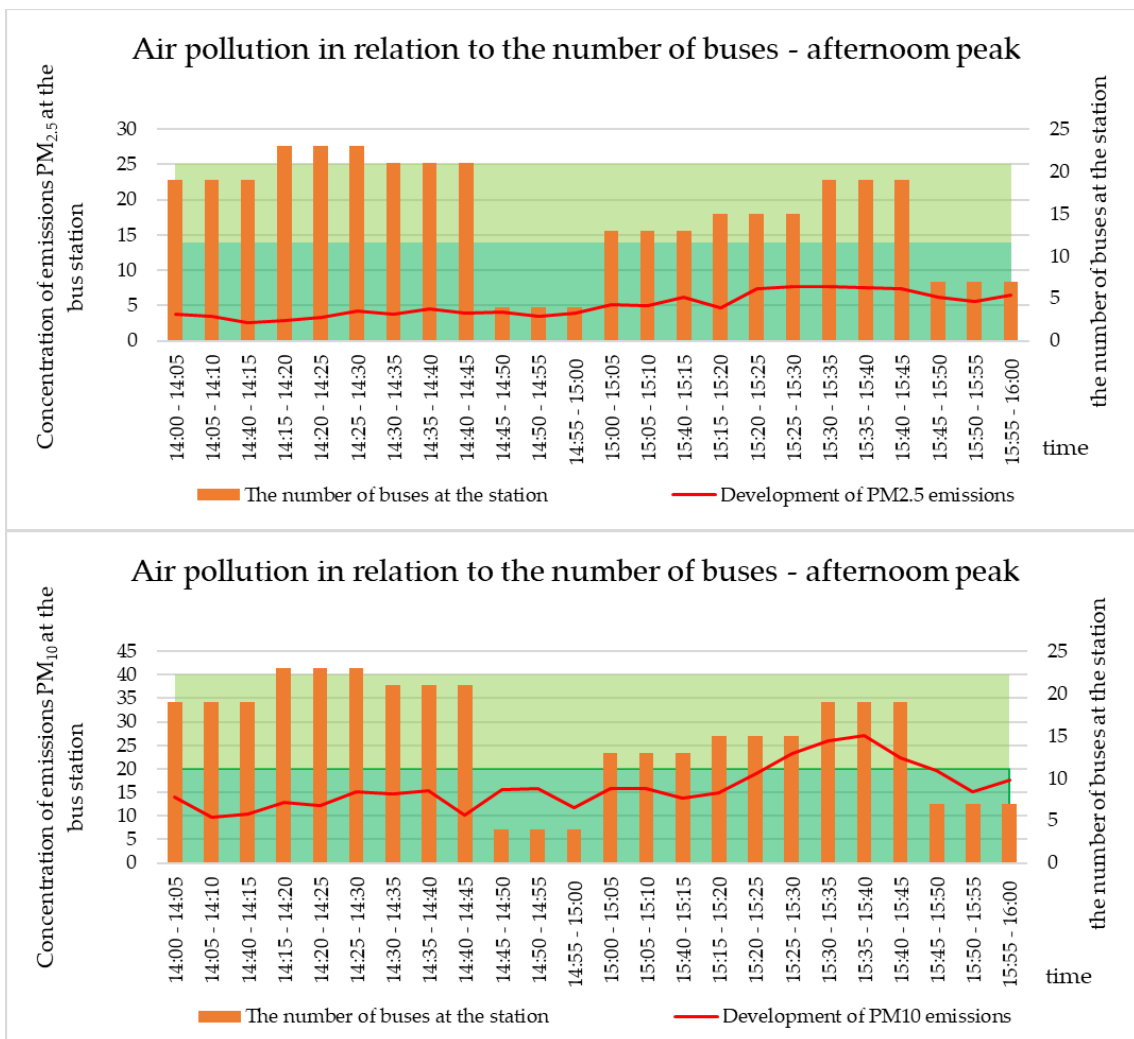 Air pollution in relation to the number of buses - afternoom peak
Concentration of emissions PM2.5 at the
bus station
30
25
20
15
10
5
0
25
20
15
10
5
0
the number of buses at the station
14:00 - 14:05
14:05 - 14:10
14:40 - 14:15
14:15 - 14:20
14:20 - 14:25
14:25 - 14:30
14:30 - 14:35
14:35 - 14:40
14:40 - 14:45
14:45 - 14:50
14:50 - 14:55
14:55 - 15:00
15:00 - 15:05
15:05 - 15:10
15:40 - 15:15
15:15 - 15:20
15:20 - 15:25
15:25 - 15:30
15:30 - 15:35
15:35 - 15:40
15:40 - 15:45
15:45 - 15:50
15:50 - 15:55
15:55 - 16:00
time
The number of buses at the station
Development of PM2.5 emissions
Air pollution in relation to the number of buses - afternoom peak
Concentration of emissions PM10 at the
bus station
45
40
35
30
25
20
15
10
5
0
25
20
15
10
5
0
the number of buses at the station
14:00 - 14:05
14:05 - 14:10
14:40 - 14:15
14:15 - 14:20
14:20 - 14:25
14:25 - 14:30
14:30 - 14:35
14:35 - 14:40
14:40 - 14:45
14:45 - 14:50
14:50 - 14:55
14:55 - 15:00
15:00 - 15:05
15:05 - 15:10
15:40 - 15:15
15:15 - 15:20
15:20 - 15:25
15:25 - 15:30
15:30 - 15:35
15:35 - 15:40
15:40 - 15:45
15:45 - 15:50
15:50 - 15:55
15:55 - 16:00
time
The number of buses at the station
Development of PM10 emissions